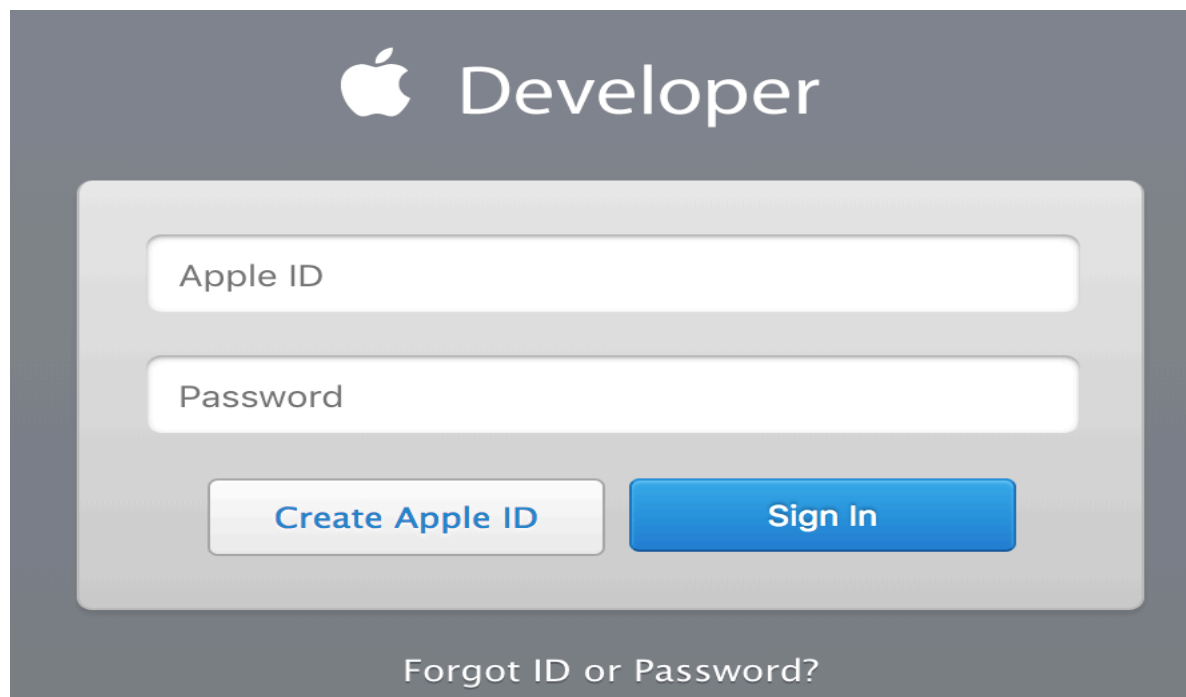 Developer
Apple ID
Password
Create Apple ID
Sign In
Forgot ID or Password?